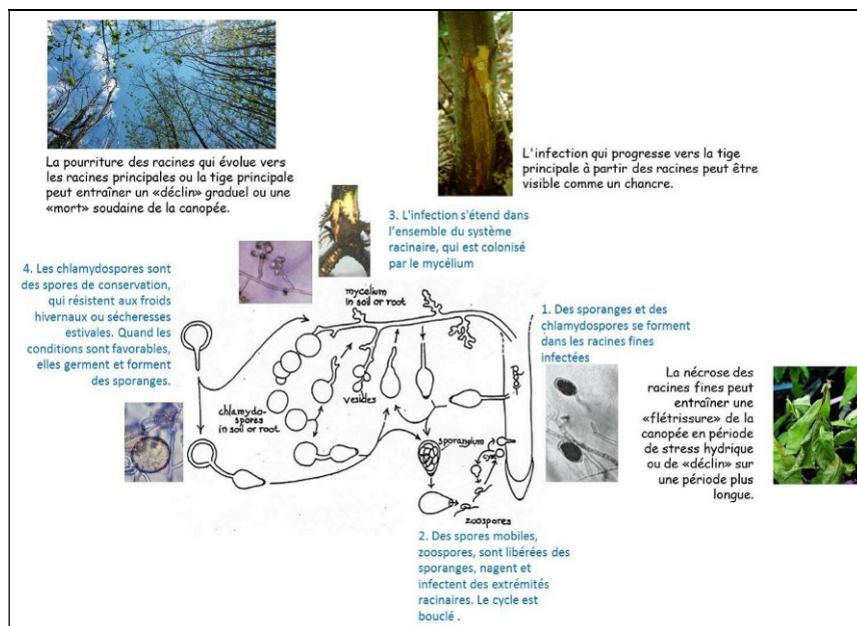 La pourriture des racines qui évolue vers
les racines principales ou la tige principale
peut entraîner un «déclin» graduel ou une
«mort» soudaine de la canopée.
L'infection qui progresse vers la tige
principale à partir des racines peut être
visible comme un chancre.
3. L'infection s'étend dans
l'ensemble du système
racinaire, qui est colonisé
par le mycélium
4. Les chlamydospores sont
des spores de conservation,
qui résistent aux froids
hivernaux ou sécheresses
estivales. Quand les
conditions sont favorables,
elles germent et forment
des sporanges.
mycelium
in soil or root
1. Des sporanges et des
chlamydospores se forment
dans les racines fines
infectées
root
La nécrose des
racines fines peut
entraîner une
«flétrissure» de la
canopée en période
de stress hydrique
ou de «déclin» sur
une période plus
longue.
vesicles
chlamydo-
spores
in soil or root
sporangium
zoospores
2. Des spores mobiles,
zoospores, sont libérées des
sporanges, nagent et
infectent des extrémités
racinaires. Le cycle est
bouclé .